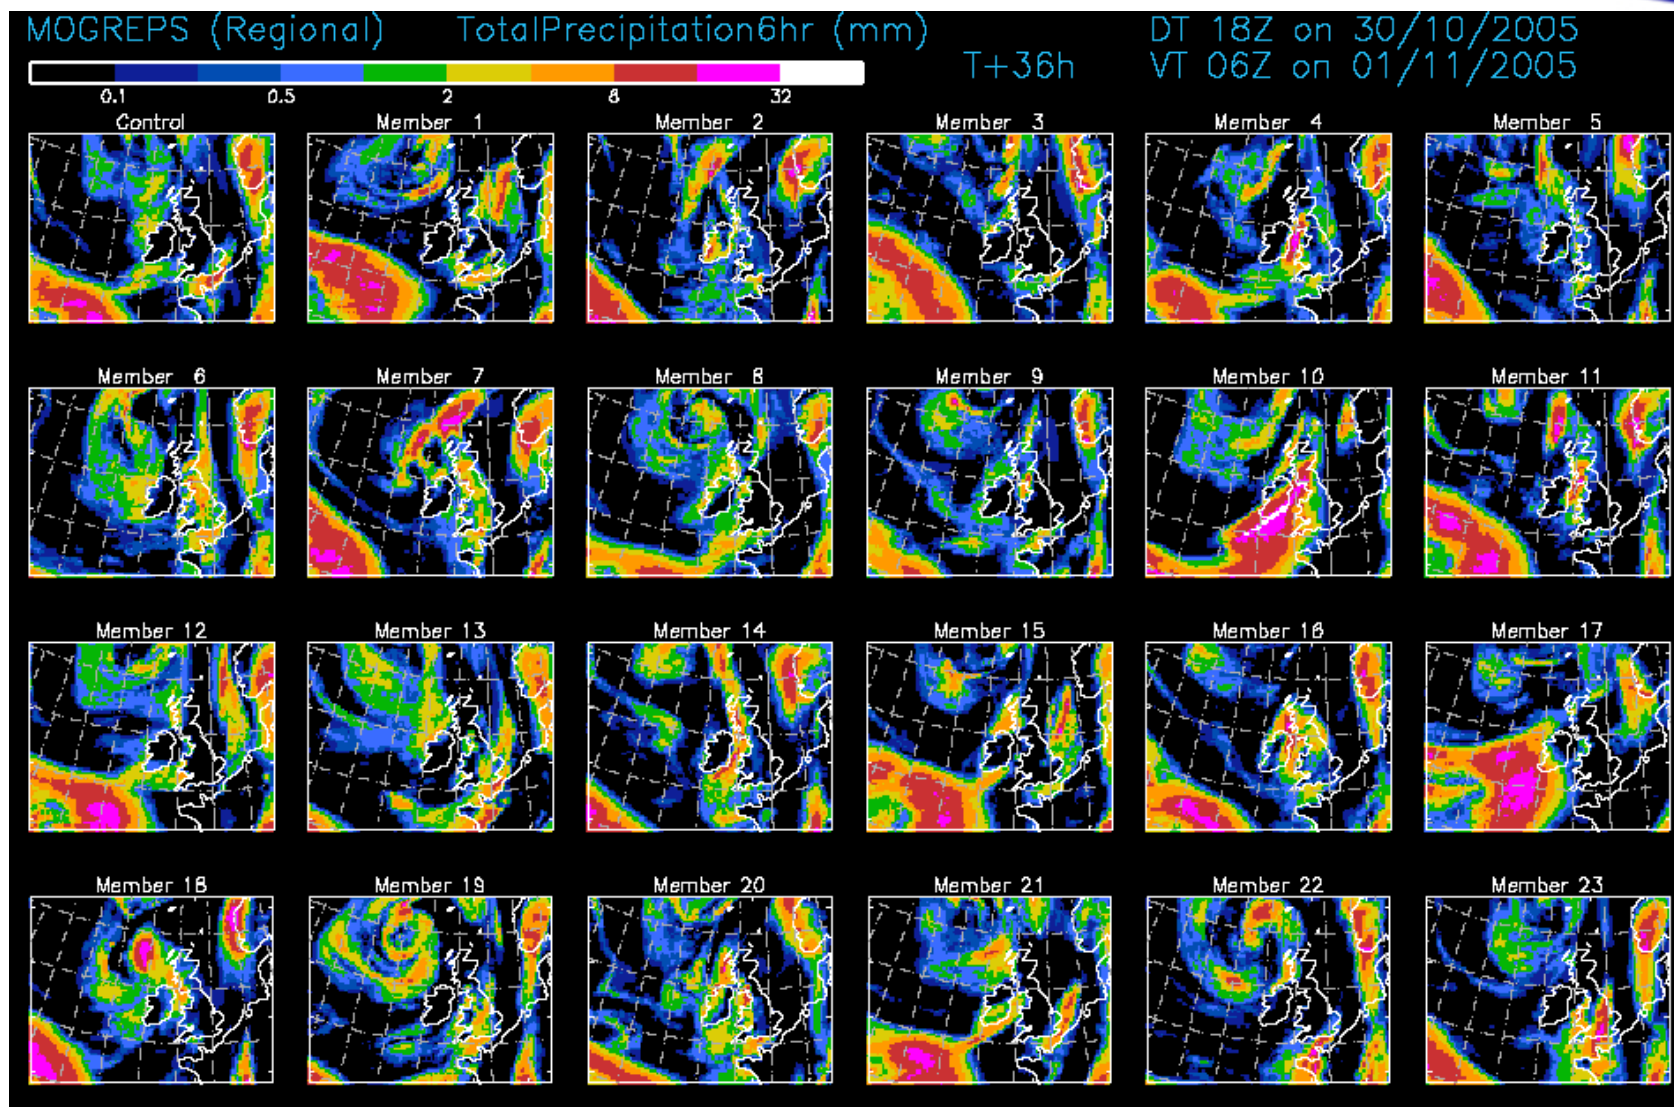 MOGREPS (Regional) TotalPrecipitation6hr (mm) DT 18Z on 30/10/2005
T+36h VT 06Z on 01/11/2005
0.1 0.5 2 8 32
Control Member 1 Member 2 Member 3 Member 4 Member 5
Member 6 Member 7 Member 8 Member 9 Member 10 Member 11
Member 12 Member 13 Member 14 Member 15 Member 16 Member 17
Member 18 Member 19 Member 20 Member 21 Member 22 Member 23